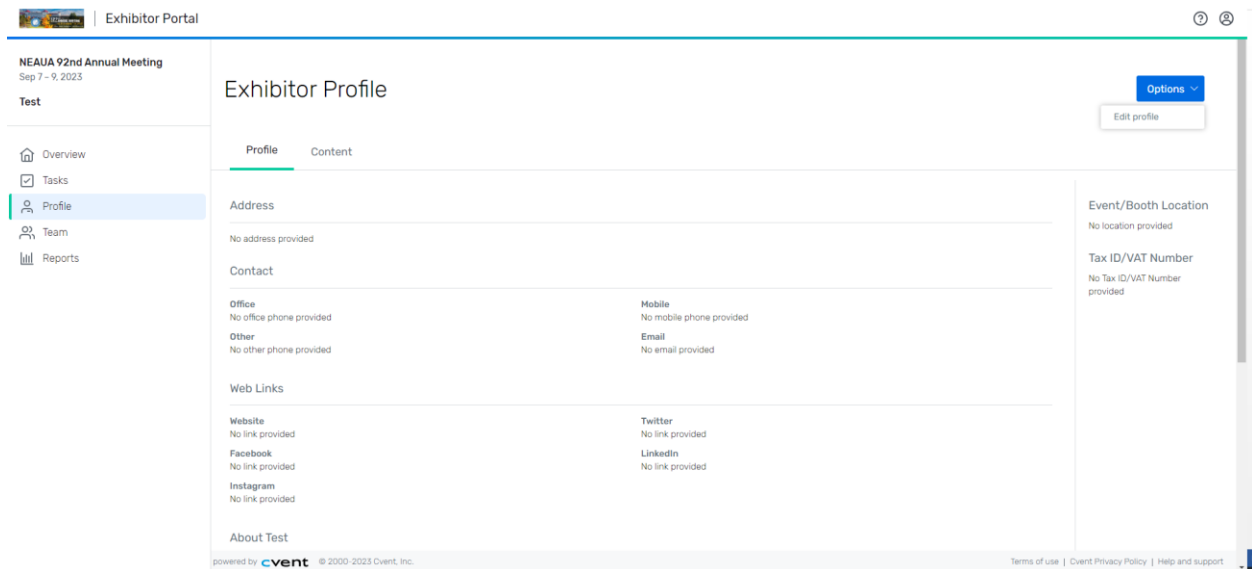 Exhibitor Portal
NEAUA 92nd Annual Meeting
Sep 7 - 9, 2023
Test
Overview
Tasks
Profile
Team
Reports
Exhibitor Profile
Options
Edit profile
Profile
Content
Address
No address provided
Contact
Office
No office phone provided
Mobile
No mobile phone provided
Other
No other phone provided
Email
No email provided
Web Links
Website
No link provided
Twitter
No link provided
Facebook
No link provided
LinkedIn
No link provided
Instagram
No link provided
About Test
Event/Booth Location
No location provided
Tax ID/VAT Number
No Tax ID/VAT Number
provided
powered by cvent © 2000-2023 Cvent, Inc.
Terms of use | Cvent Privacy Policy | Help and support